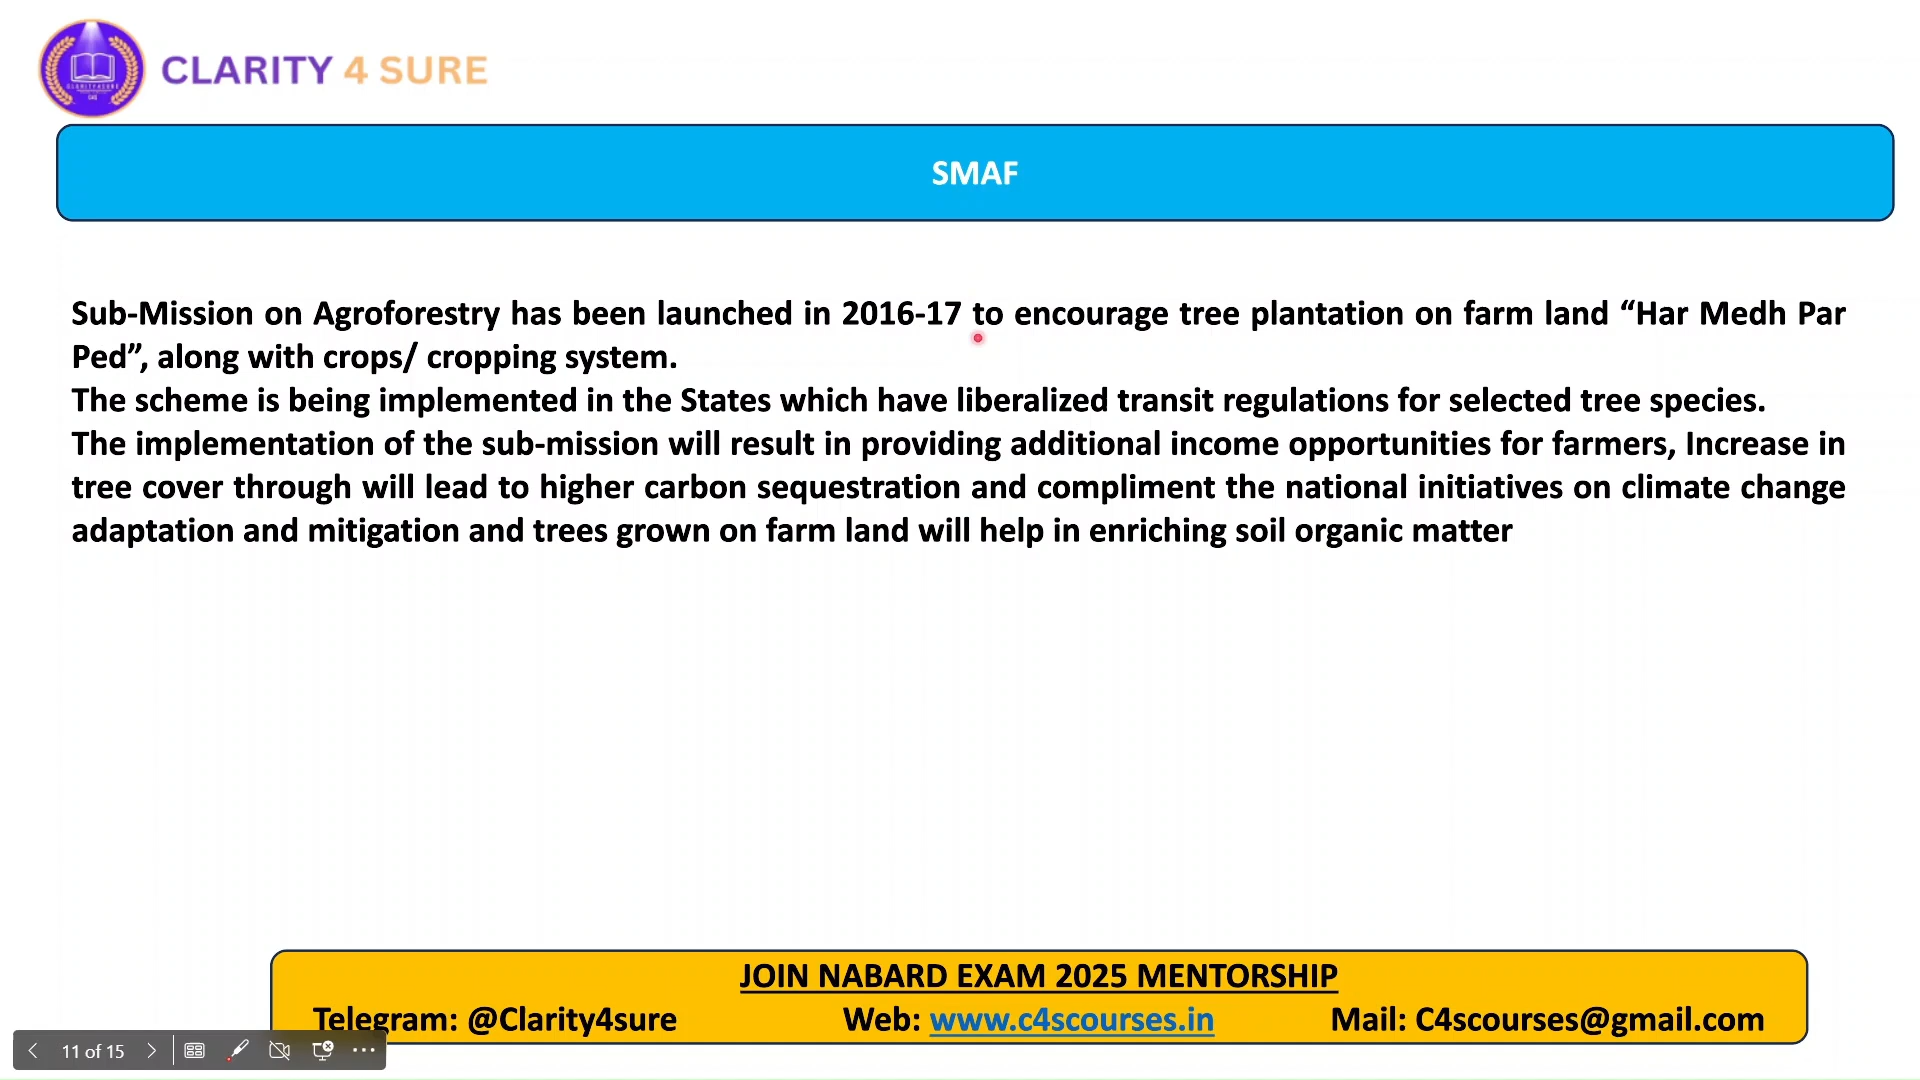 CLARITY 4 SURE
SMAF
Sub-Mission on Agroforestry has been launched in 2016-17 to encourage tree plantation on farm land “Har Medh Par
Ped”, along with crops/ cropping system.
The scheme is being implemented in the States which have liberalized transit regulations for selected tree species.
The implementation of the sub-mission will result in providing additional income opportunities for farmers, Increase in
tree cover through will lead to higher carbon sequestration and compliment the national initiatives on climate change
adaptation and mitigation and trees grown on farm land will help in enriching soil organic matter
JOIN NABARD EXAM 2025 MENTORSHIP
Telegram: @Clarity4sure Web: www.c4scourses.in Mail: C4scourses@gmail.com
11 of 15